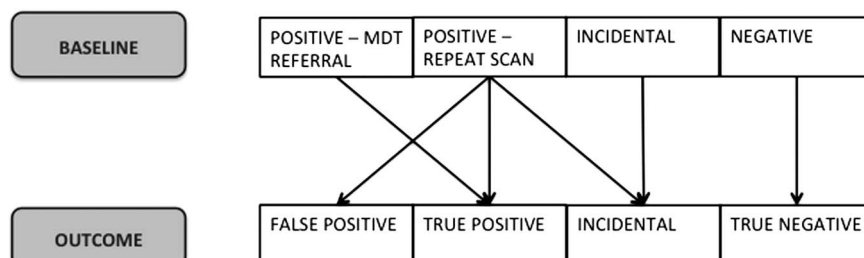 BASELINE
POSITIVE – MDT
REFERRAL
POSITIVE –
REPEAT SCAN
INCIDENTAL
NEGATIVE
OUTCOME
FALSE POSITIVE
TRUE POSITIVE
INCIDENTAL
TRUE NEGATIVE